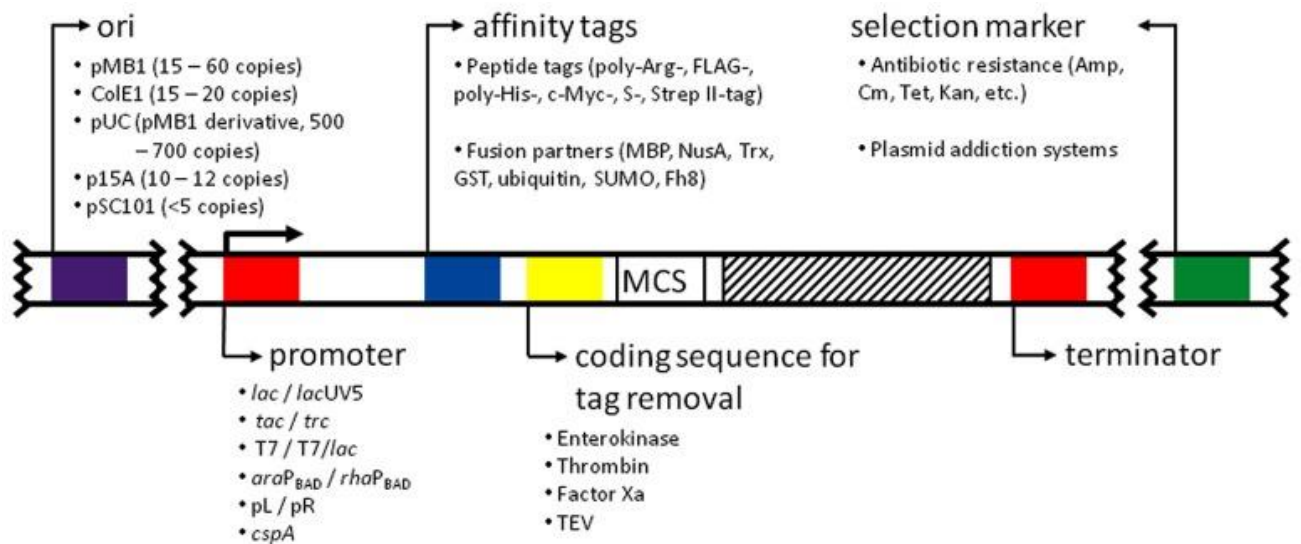 ori
• pMB1 (15 – 60 copies)
• ColE1 (15 – 20 copies)
• pUC (pMB1 derivative, 500
– 700 copies)
• p15A (10 – 12 copies)
• pSC101 (<5 copies)
affinity tags
• Peptide tags (poly-Arg-, FLAG-,
poly-His-, c-Myc-, S-, Strep II-tag)
• Fusion partners (MBP, NusA, Trx,
GST, ubiquitin, SUMO, Fh8)
selection marker
• Antibiotic resistance (Amp,
Cm, Tet, Kan, etc.)
• Plasmid addiction systems
MCS
promoter
• lac / lacUV5
• tac / trc
• T7 / T7/lac
• araPBAD / rhaPBAD
• pL / pR
• cspA
coding sequence for
tag removal
• Enterokinase
• Thrombin
• Factor Xa
• TEV
terminator